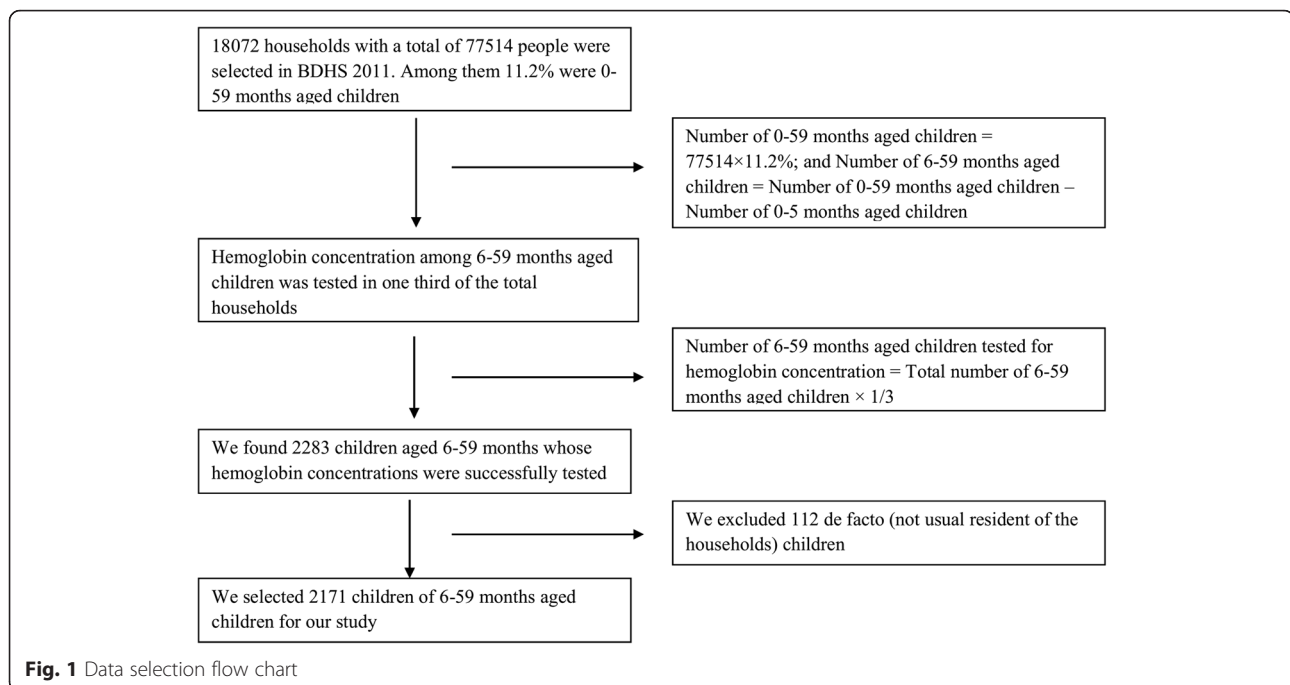 18072 households with a total of 77514 people were
selected in BDHS 2011. Among them 11.2% were 0-
59 months aged children
Number of 0-59 months aged children =
77514×11.2%; and Number of 6-59 months aged
children = Number of 0-59 months aged children –
Number of 0-5 months aged children
Hemoglobin concentration among 6-59 months aged
children was tested in one third of the total
households
Number of 6-59 months aged children tested for
hemoglobin concentration = Total number of 6-59
months aged children × 1/3
We found 2283 children aged 6-59 months whose
hemoglobin concentrations were successfully tested
We excluded 112 de facto (not usual resident of the
households) children
We selected 2171 children of 6-59 months aged
children for our study
Fig. 1 Data selection flow chart